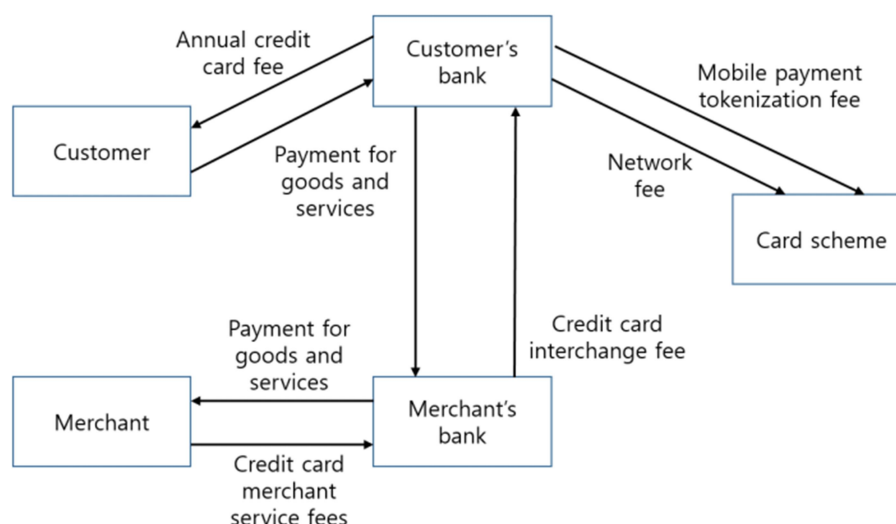 Annual credit
card fee
Customer's
bank
Mobile payment
tokenization fee
Customer
Payment for
goods and
services
Network
fee
Card scheme
Payment for
goods and
services
Credit card
interchange fee
Merchant
Merchant's
bank
Credit card
merchant
service fees